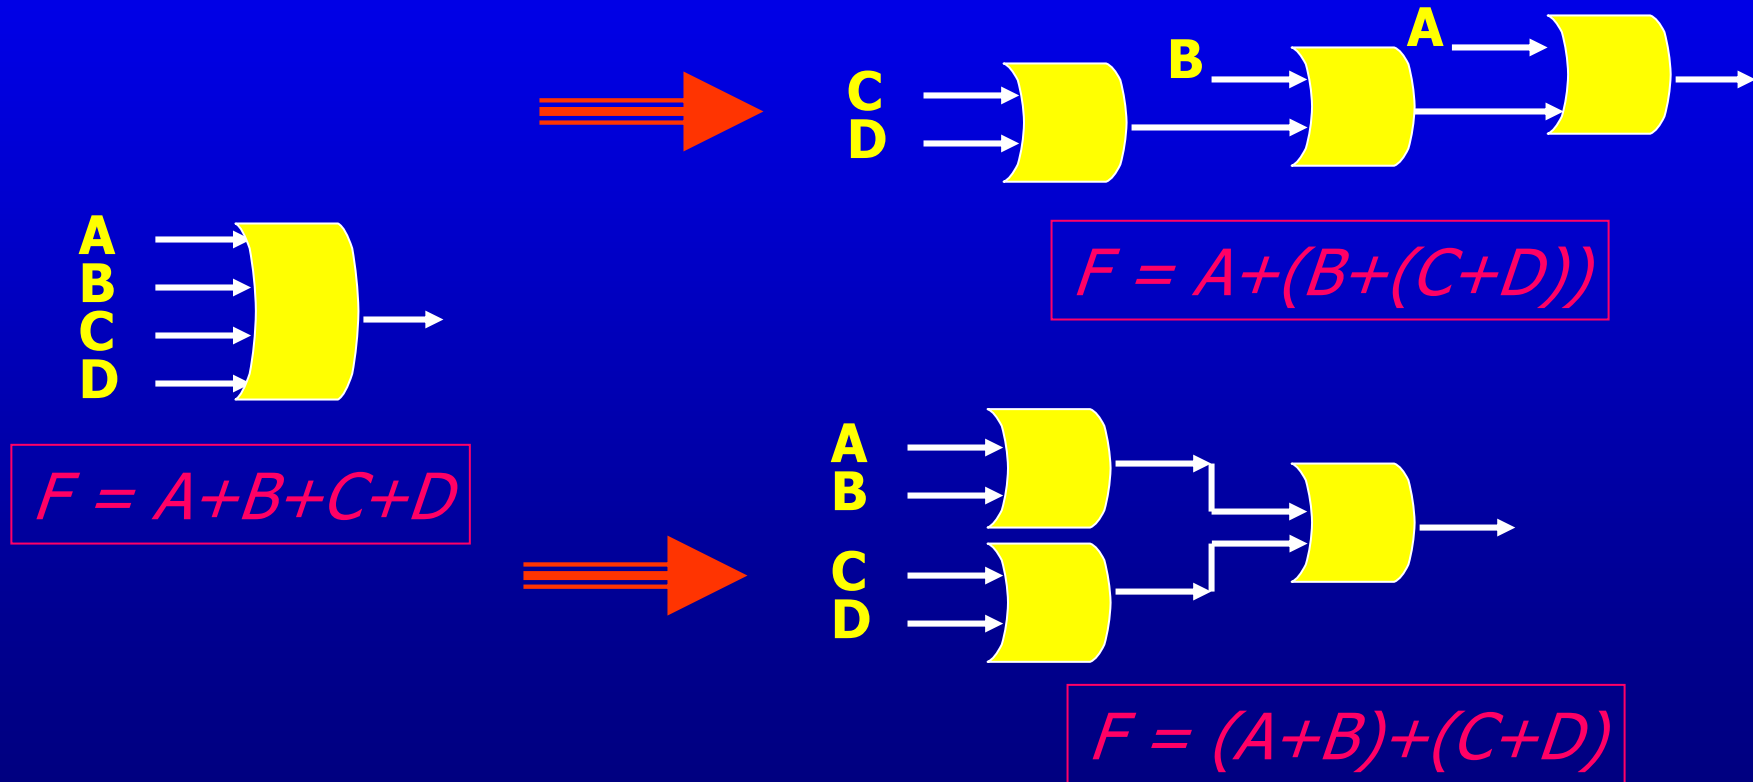 A
B
C
D
F = A+B+C+D
C
D
B
A
F = A+(B+(C+D))
A
B
C
D
F = (A+B)+(C+D)